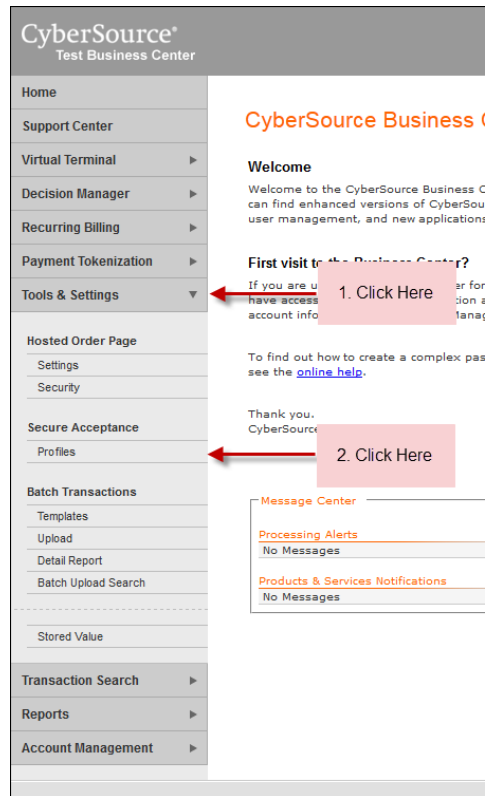 CyberSource®
Test Business Center
Home
Support Center
Virtual Terminal
Decision Manager
Recurring Billing
Payment Tokenization
Tools & Settings
Hosted Order Page
Settings
Security
Secure Acceptance
Profiles
Batch Transactions
Templates
Upload
Detail Report
Batch Upload Search
Stored Value
Transaction Search
Reports
Account Management
CyberSource Business
Welcome
Welcome to the CyberSource Business
can find enhanced versions of
user management, and new applications
First visit to the Business Center?
If you are
have access
account info
1. Click Here
To find out how to create a complex
see the online help.
Thank you.
CyberSource
2. Click Here
Message Center
Processing Alerts
No Messages
Products & Services Notifications
No Messages